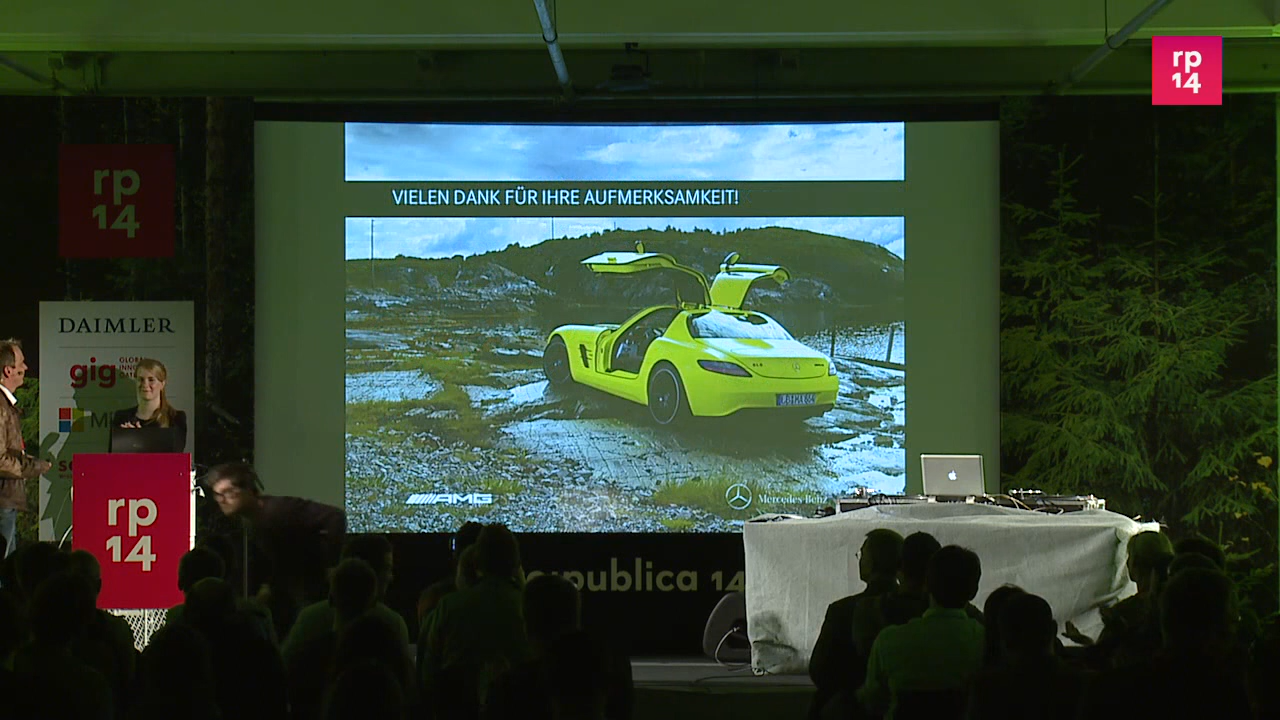 rp
14
rp
14
VIELEN DANK FÜR IHRE AUFMERKSAMKEIT!
DAIMLER
gig
AMG
Mercedes-Benz
rp
14
publica 14